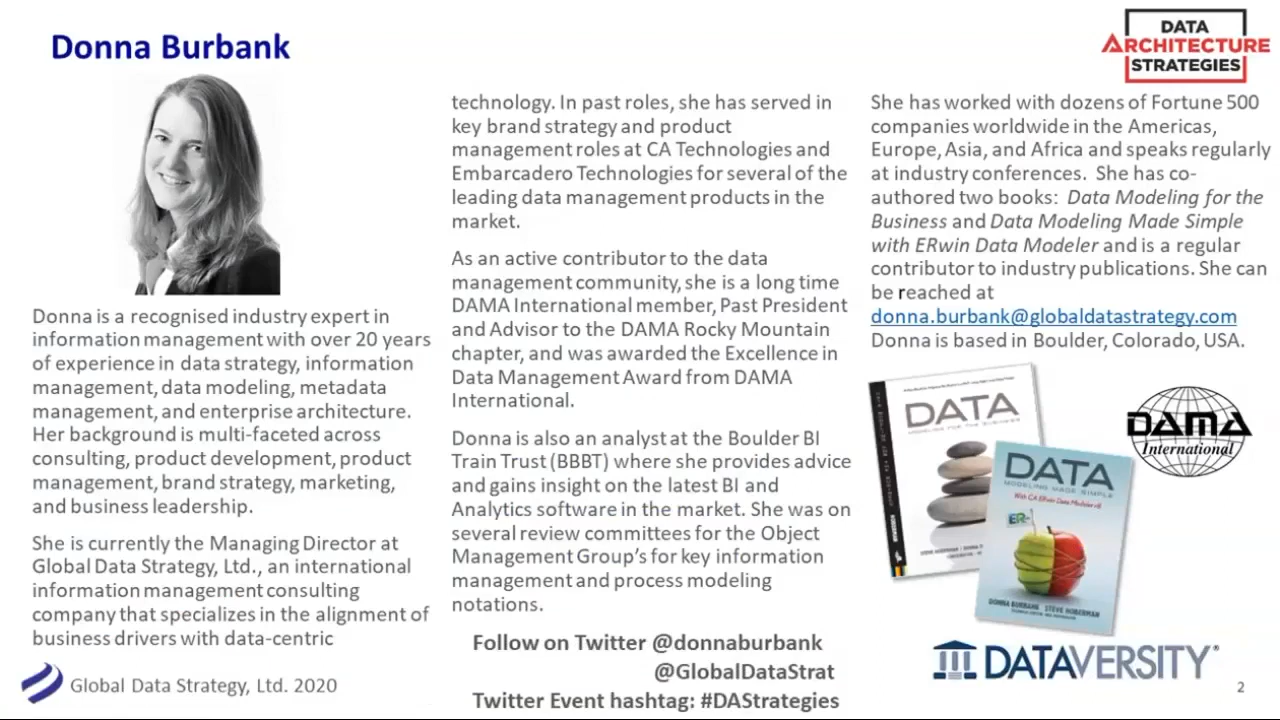 Donna Burbank
DATA
ARCHITECTURE
STRATEGIES
Donna is a recognised industry expert in
information management with over 20 years
of experience in data strategy, information
management, data modeling, metadata
management, and enterprise architecture.
Her background is multi-faceted across
consulting, product development, product
management, brand strategy, marketing,
and business leadership.
She is currently the Managing Director at
Global Data Strategy, Ltd., an international
information management consulting
company that specializes in the alignment of
business drivers with data-centric
technology. In past roles, she has served in
key brand strategy and product
management roles at CA Technologies and
Embarcadero Technologies for several of the
leading data management products in the
market.
As an active contributor to the data
management community, she is a long time
DAMA International member, Past President
and Advisor to the DAMA Rocky Mountain
chapter, and was awarded the Excellence in
Data Management Award from DAMA
International.
Donna is also an analyst at the Boulder BI
Train Trust (BBBT) where she provides advice
and gains insight on the latest BI and
Analytics software in the market. She was on
several review committees for the Object
Management Group's for key information
management and process modeling
notations.
Follow on Twitter @donnaburbank
@GlobalDataStrat
Twitter Event hashtag: #DAStrategies
She has worked with dozens of Fortune 500
companies worldwide in the Americas,
Europe, Asia, and Africa and speaks regularly
at industry conferences. She has co-
authored two books: Data Modeling for the
Business and Data Modeling Made Simple
with ERwin Data Modeler and is a regular
contributor to industry publications. She can
be reached at
donna.burbank@globaldatastrategy.com
Donna is based in Boulder, Colorado, USA.
DATA
MODELING FOR THE BUSINESS
DATA
MODELING MADE SIMPLE
With CA ERwin Data Modeler r8
ER
DONNA BURBANK STEVE HOBERMAN
DAMA
International
DATAVERSITY
Global Data Strategy, Ltd. 2020
2